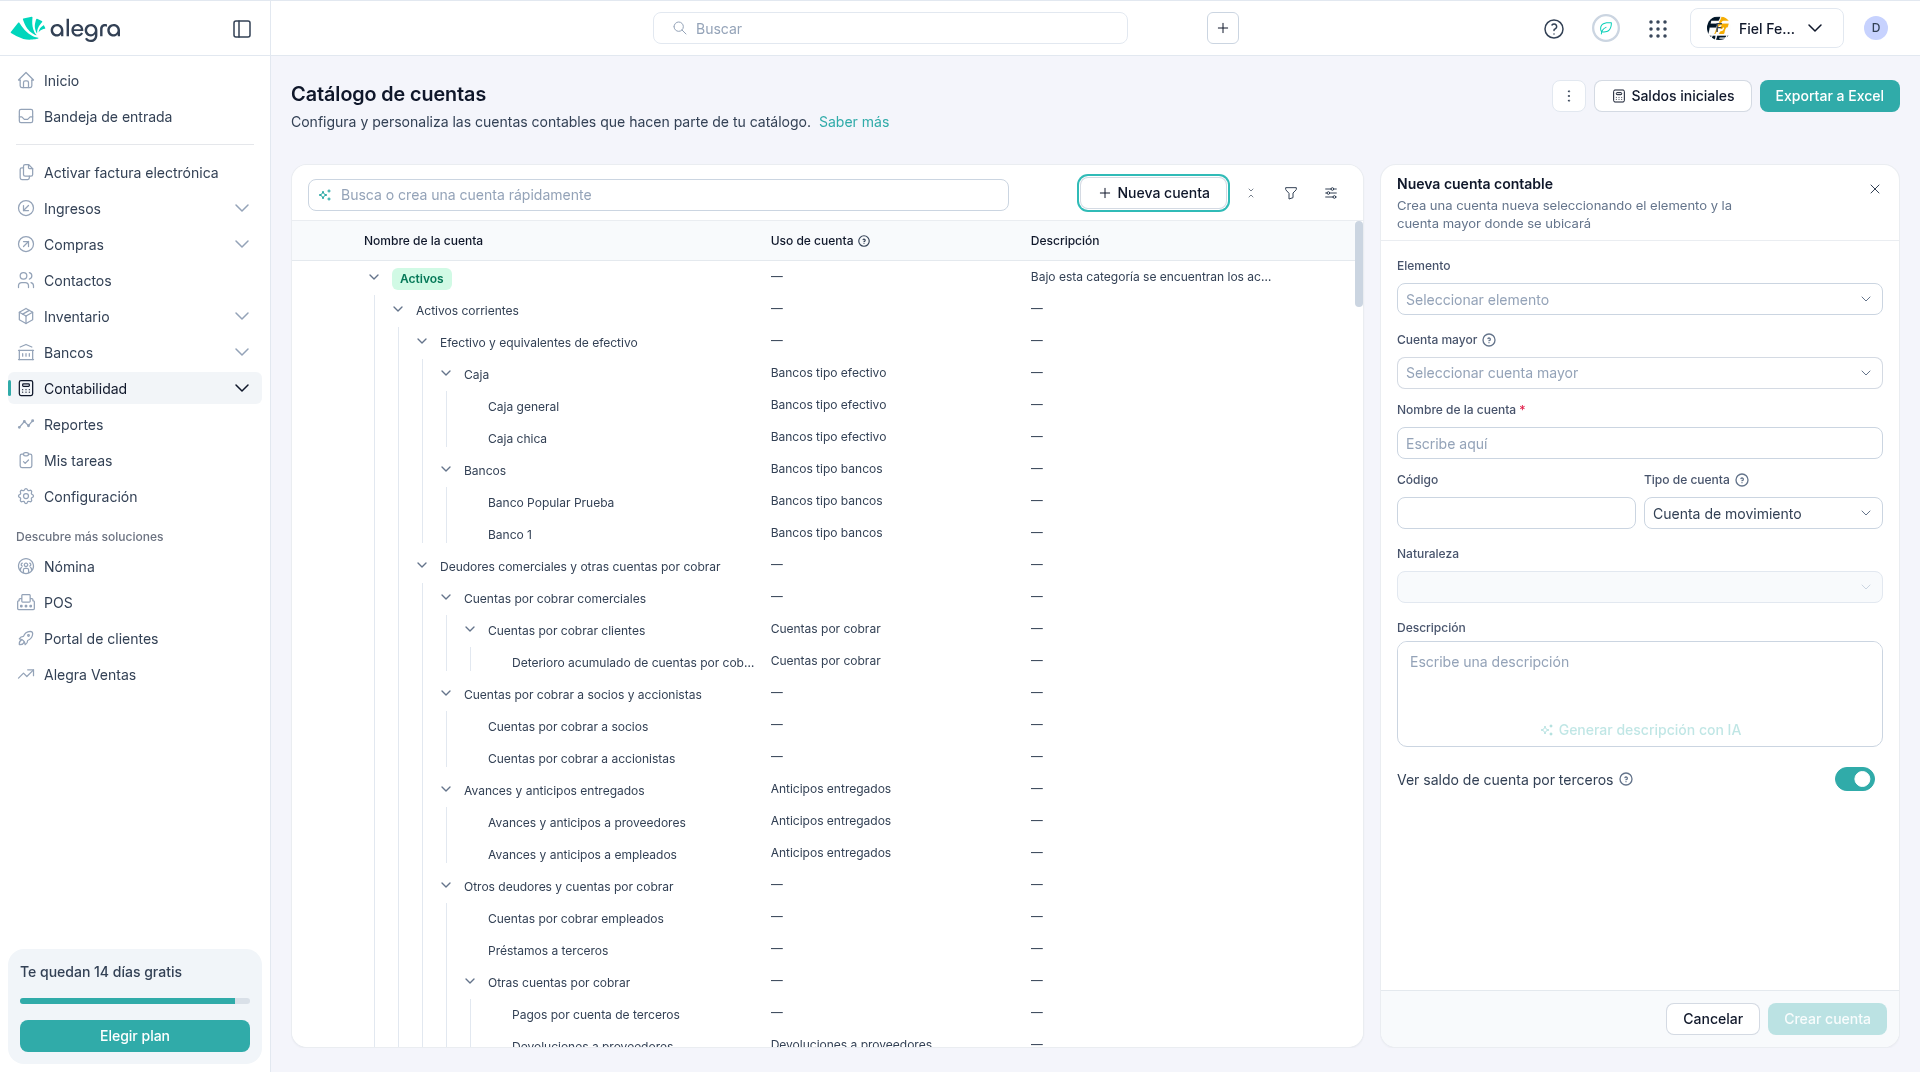 alegra
Buscar
Fiel Fe...
D
Inicio
Bandeja de entrada
Activar factura electrónica
Ingresos
Compras
Contactos
Inventario
Bancos
Contabilidad
Reportes
Mis tareas
Configuración
Descubre más soluciones
Nómina
POS
Portal de clientes
Alegra Ventas
Te quedan 14 días gratis
Elegir plan
Catálogo de cuentas
Configura y personaliza las cuentas contables que hacen parte de tu catálogo. Saber más
Saldos iniciales
Exportar a Excel
Busca o crea una cuenta rápidamente
Nueva cuenta
Nombre de la cuenta Uso de cuenta Descripción
Activos — Bajo esta categoría se encuentran los ac...
Activos corrientes — —
Efectivo y equivalentes de efectivo — —
Caja Bancos tipo efectivo —
Caja general Bancos tipo efectivo —
Caja chica Bancos tipo efectivo —
Bancos Bancos tipo bancos —
Banco Popular Prueba Bancos tipo bancos —
Banco 1 Bancos tipo bancos —
Deudores comerciales y otras cuentas por cobrar — —
Cuentas por cobrar comerciales — —
Cuentas por cobrar clientes Cuentas por cobrar —
Deterioro acumulado de cuentas por cob... Cuentas por cobrar —
Cuentas por cobrar a socios y accionistas — —
Cuentas por cobrar a socios — —
Cuentas por cobrar a accionistas — —
Avances y anticipos entregados Anticipos entregados —
Avances y anticipos a proveedores Anticipos entregados —
Avances y anticipos a empleados Anticipos entregados —
Otros deudores y cuentas por cobrar — —
Cuentas por cobrar empleados — —
Préstamos a terceros — —
Otras cuentas por cobrar — —
Pagos por cuenta de terceros — —
Devoluciones a proveedores Devoluciones a proveedores —
Nueva cuenta contable
Crea una cuenta nueva seleccionando el elemento y la
cuenta mayor donde se ubicará
Elemento
Seleccionar elemento
Cuenta mayor
Seleccionar cuenta mayor
Nombre de la cuenta *
Escribe aquí
Código Tipo de cuenta
Cuenta de movimiento
Naturaleza
Descripción
Escribe una descripción
Generar descripción con IA
Ver saldo de cuenta por terceros
Cancelar
Crear cuenta